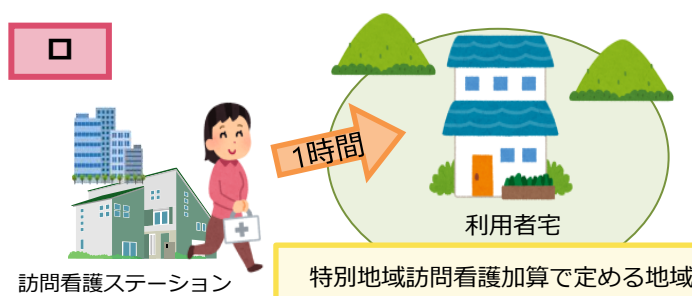 ロ
1時間
利用者宅
訪問看護ステーション
特別地域訪問看護加算で定める地域